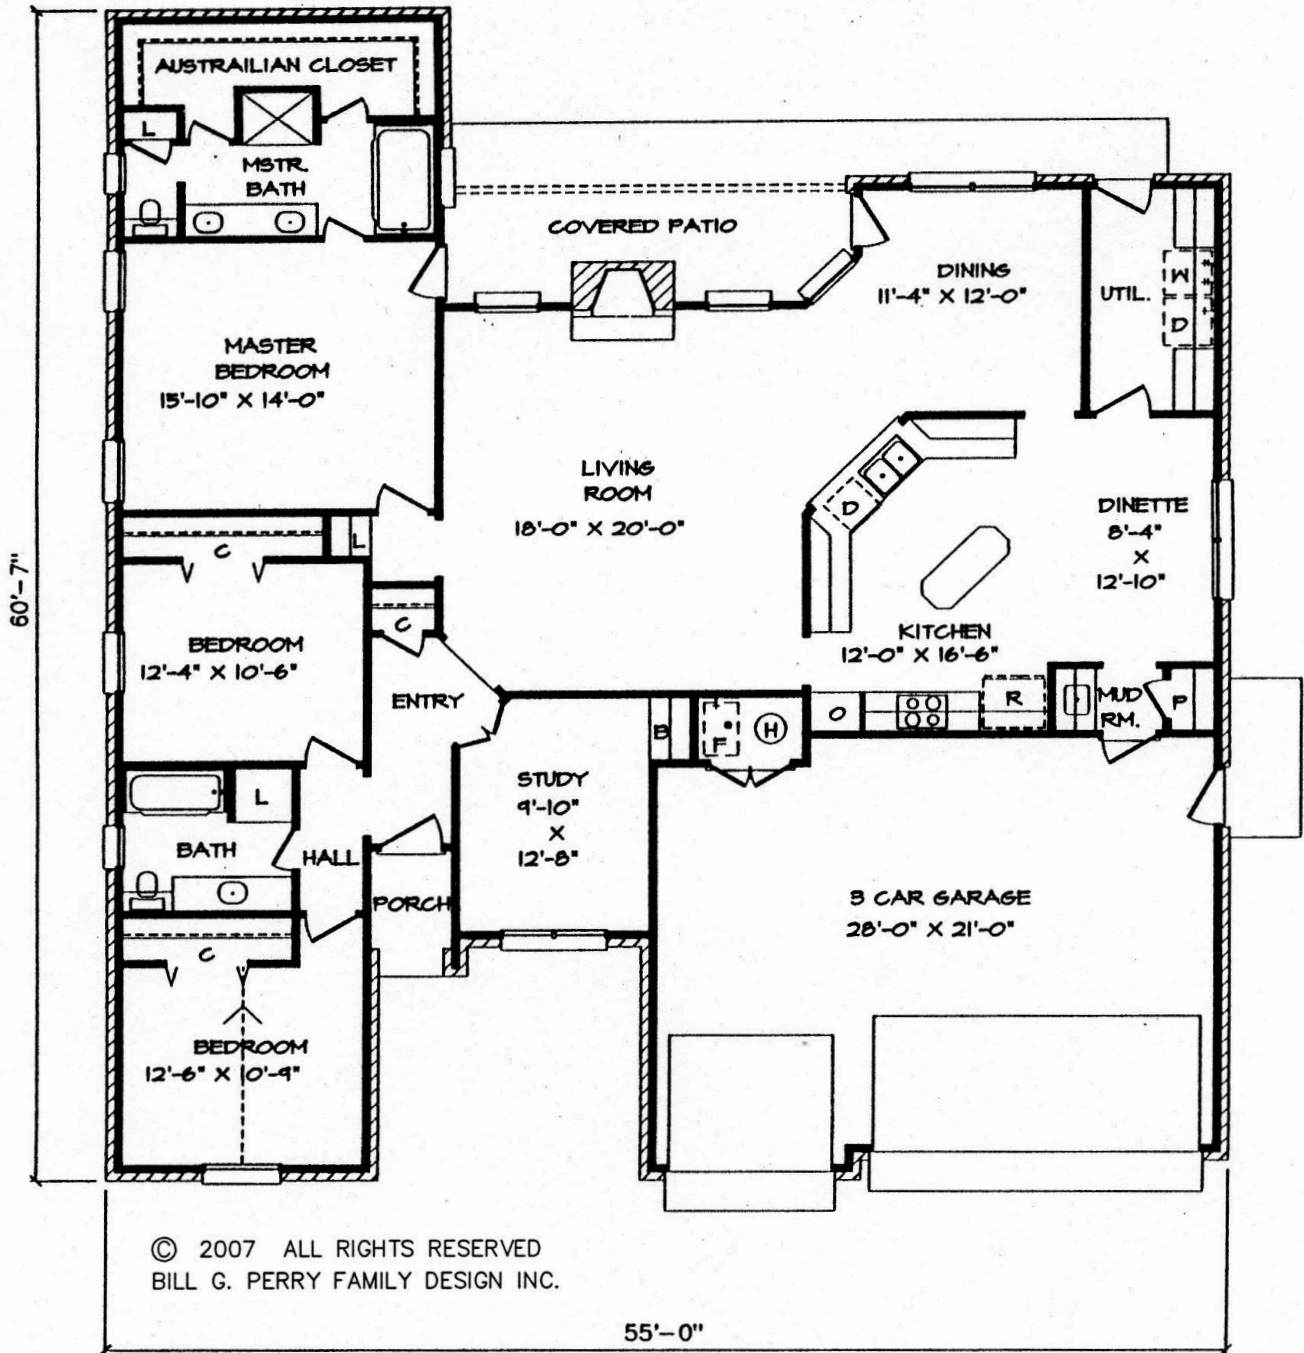 AUSTRAILIAN CLOSET
L
MSTR.
BATH
COVERED PATIO
DINING
11'-4" X 12'-0"
UTIL.
W
D
MASTER
BEDROOM
15'-10" X 14'-0"
LIVING
ROOM
18'-0" X 20'-0"
D
DINETTE
8'-4"
X
12'-10"
C
L
60'-7"
C
BEDROOM
12'-4" X 10'-6"
KITCHEN
12'-0" X 16'-6"
ENTRY
R
MUD
RM.
P
B
F
H
O
STUDY
9'-10"
X
12'-8"
L
BATH
HALL
PORCH
3 CAR GARAGE
28'-0" X 21'-0"
C
BEDROOM
12'-6" X 10'-9"
© 2007 ALL RIGHTS RESERVED
BILL G. PERRY FAMILY DESIGN INC.
55'-0"